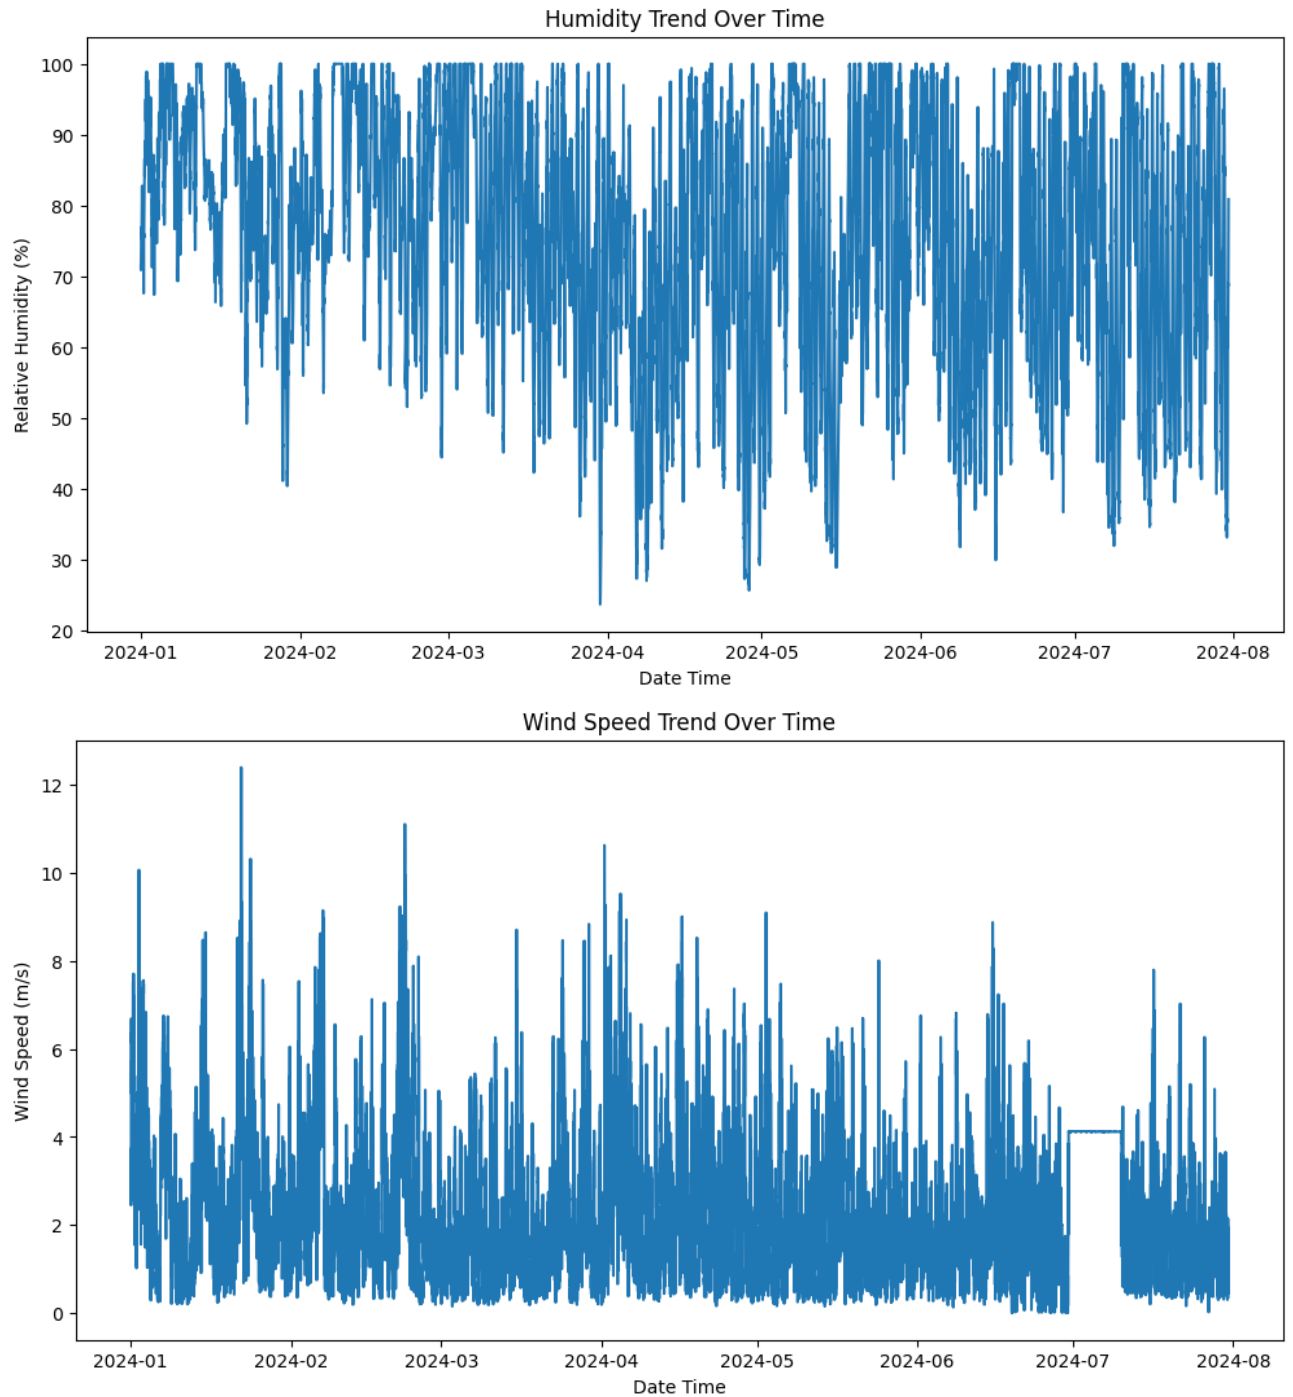 Humidity Trend Over Time
100
90
80
70
60
50
40
30
20
Relative Humidity (%)
2024-01 2024-02 2024-03 2024-04 2024-05 2024-06 2024-07 2024-08
Date Time
Wind Speed Trend Over Time
12
10
8
6
4
2
0
Wind Speed (m/s)
2024-01 2024-02 2024-03 2024-04 2024-05 2024-06 2024-07 2024-08
Date Time